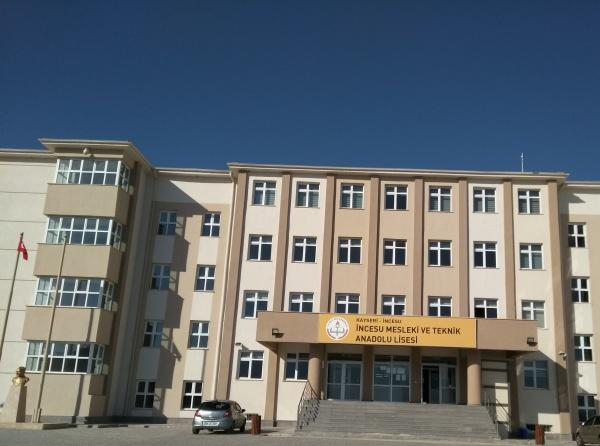 KAYSERİ - İNCESU
İNCESU MESLEKİ VE TEKNİK
ANADOLU LİSESİ